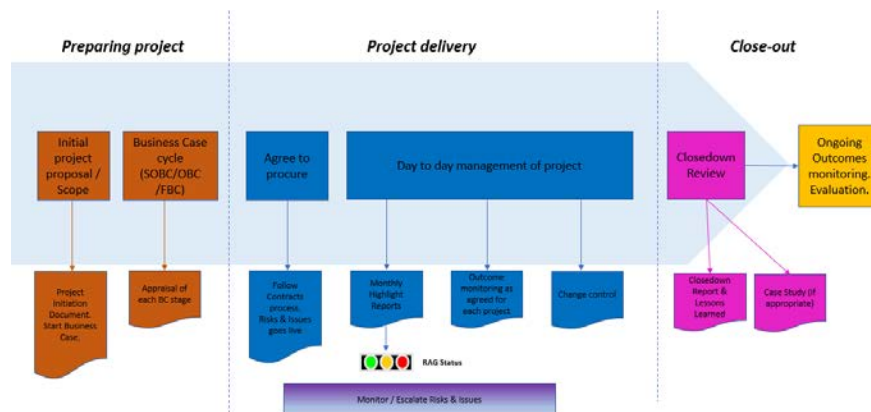 Preparing project
Project delivery
Close-out
Initial
project
proposal /
Scope
Business Case
cycle
(SOBC/OBC
/FBC)
Agree to
procure
Day to day management of project
Closedown
Review
Ongoing
Outcomes
monitoring.
Evaluation.
Project
Initiation
Document.
Start Business
Case,
Appraisal of
each BC stage
Follow
Contracts
process,
Risks & Issues
goes live
Monthly
Highlight
Reports
Outcome
monitoring as
agreed for
each project
Change control
Closedown
Report &
Lessons
Learned
Case Study (if
appropriate)
RAG Status
Monitor / Escalate Risks & Issues